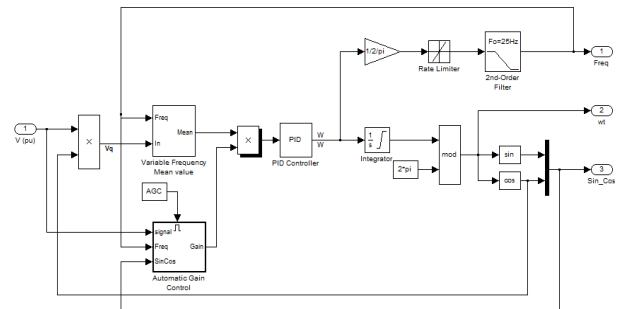 1/2/pi
Rate Limiter
Fo=25Hz
2nd-Order
Filter
1
Freq
1
V (pu)
×
Vq
Freq
In
Mean
Variable Frequency
Mean value
×
PID
PID Controller
W
W
1
s
Integrator
2*pi
mod
sin
cos
2
wt
3
Sin_Cos
AGC
signal
Freq
SinCos
Gain
Automatic Gain
Control